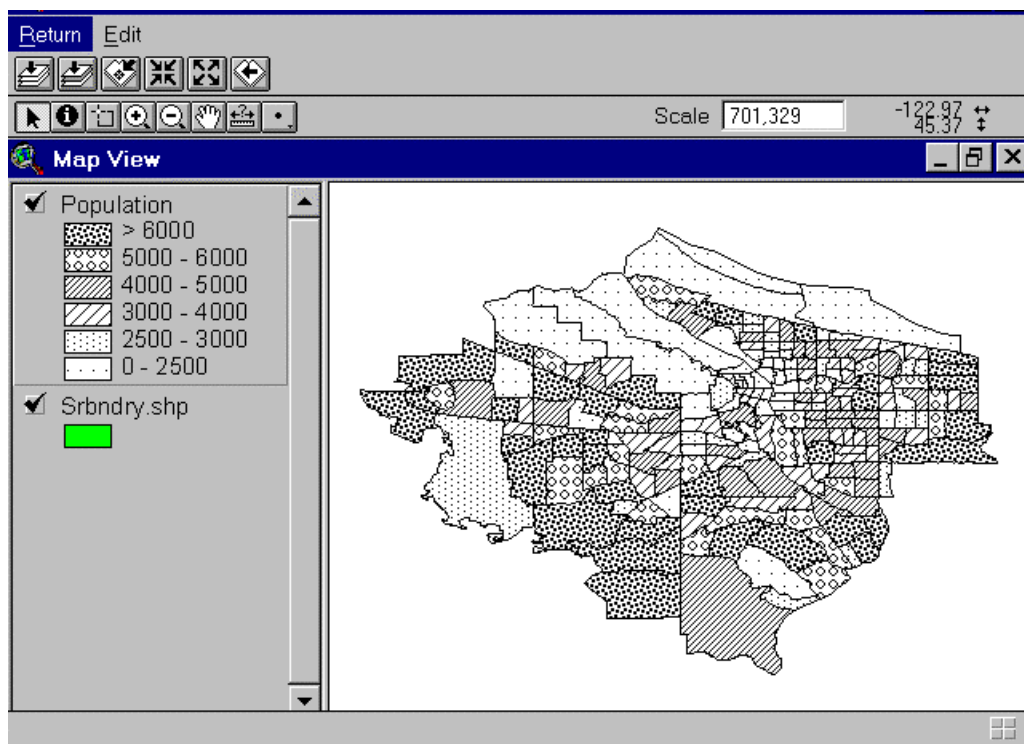 Return Edit
Scale 701,329
-122.97
45.37
Map View
Population
> 6000
5000 - 6000
4000 - 5000
3000 - 4000
2500 - 3000
0 - 2500
Srbndry.shp